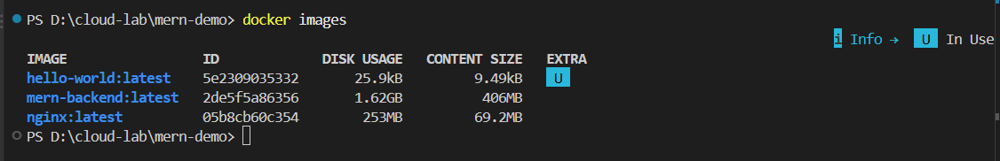 PS D:\cloud-lab\mern-demo> docker images
i Info → U In Use
IMAGE ID DISK USAGE CONTENT SIZE EXTRA
hello-world:latest 5e2309035332 25.9kB 9.49kB U
mern-backend:latest 2de5f5a86356 1.62GB 406MB
nginx:latest 05b8cb60c354 253MB 69.2MB
PS D:\cloud-lab\mern-demo>